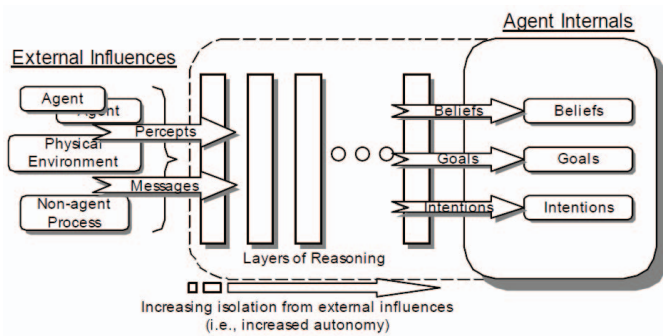 Agent Internals
External Influences
Agent
Agent
Percepts
Physical
Environment
Messages
Non-agent
Process
Beliefs
Goals
Intentions
Beliefs
Goals
Intentions
Layers of Reasoning
Increasing isolation from external influences
(i.e., increased autonomy)